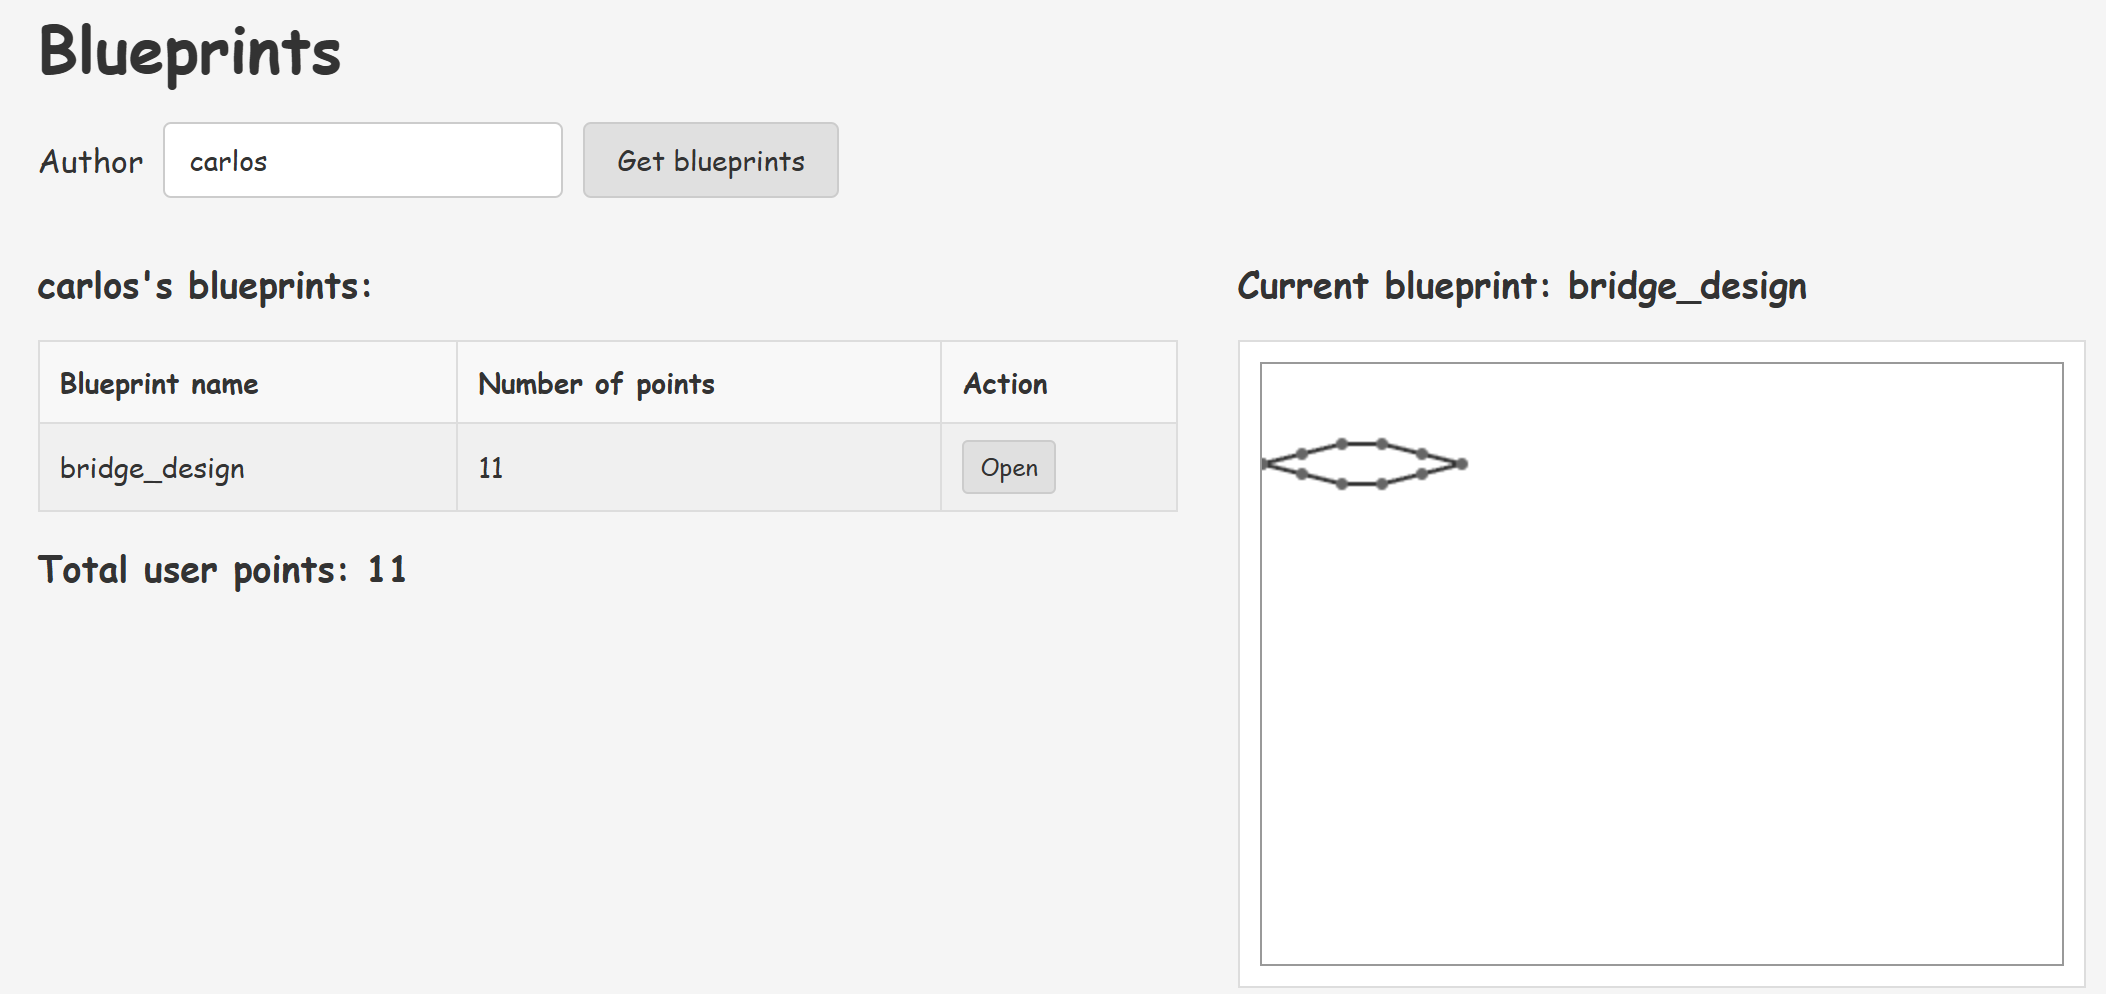 Blueprints
Author carlos Get blueprints
carlos's blueprints:
Blueprint name Number of points Action
bridge_design 11 Open
Total user points: 11
Current blueprint: bridge_design